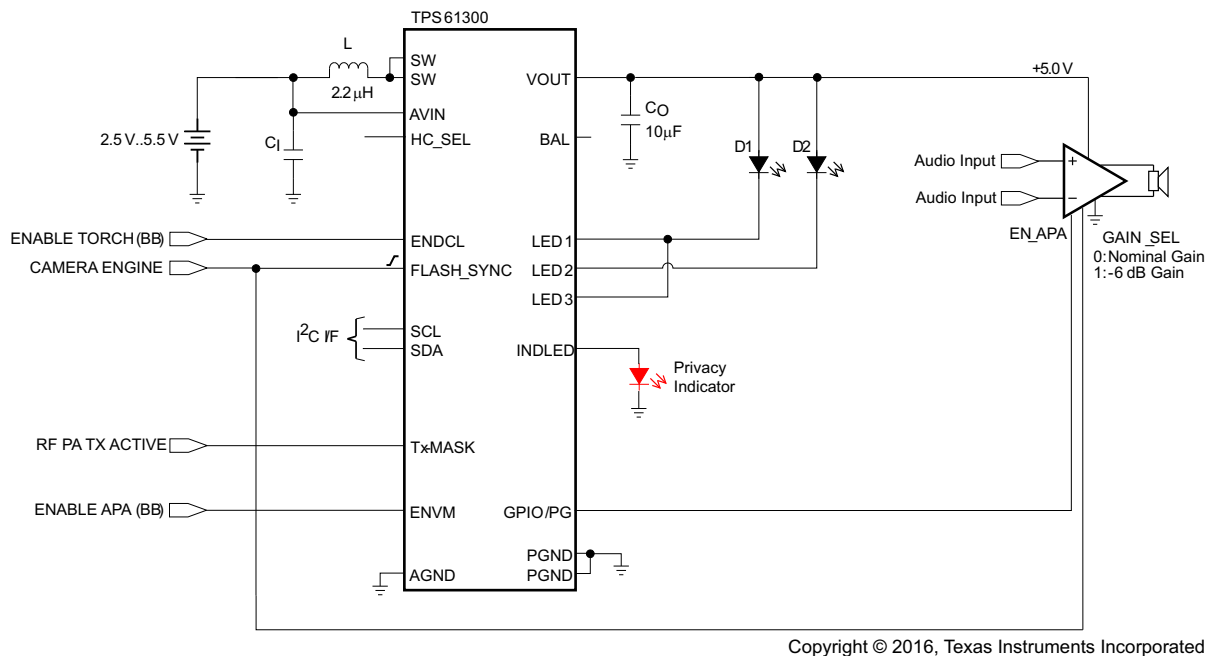 TPS61300
L
2.2 μH
SW
SW
AVIN
HC_SEL
2.5 V..5.5 V
CI
VOUT
BAL
CO
10μF
D1
D2
+5.0 V
Audio Input
Audio Input
+
−
EN_APA
GAIN_SEL
0:Nominal Gain
1:-6 dB Gain
ENABLE TORCH (BB)
CAMERA ENGINE
ENDCL
FLASH_SYNC
LED1
LED2
LED3
I2C I/F
SCL
SDA
INDLED
Privacy
Indicator
RF PA TX ACTIVE
Tx-MASK
ENABLE APA (BB)
ENVM
GPIO/PG
PGND
PGND
AGND
Copyright © 2016, Texas Instruments Incorporated